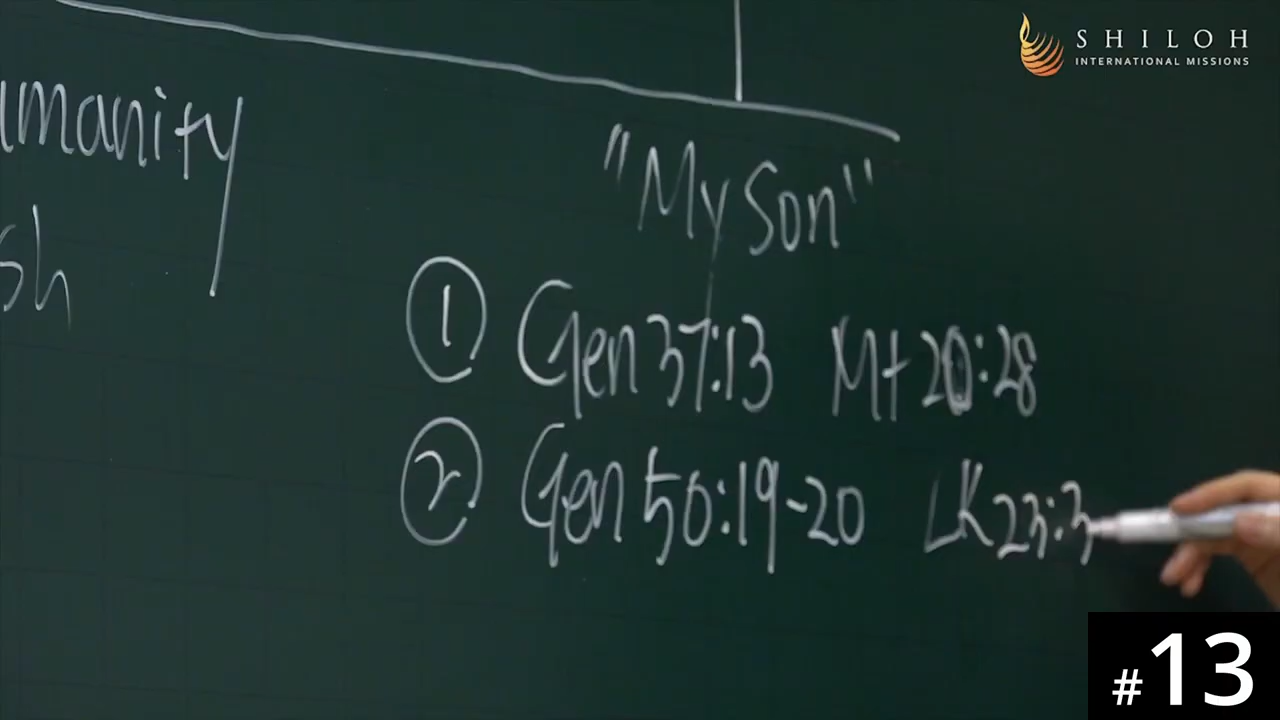 SHILOH
INTERNATIONAL MISSIONS
umanity
sh
"My Son"
① Gen 37:13 Mt 20:28
② Gen 50:19-20 LK 23:3
#13